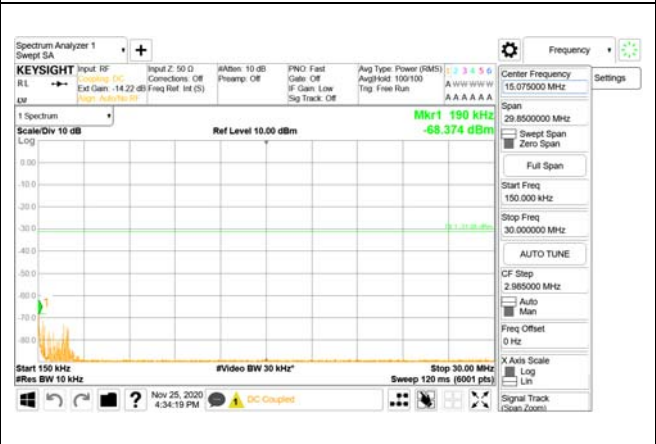 Spectrum Analyzer 1
Swept SA
Frequency
Settings
KEYSIGHT
RL
Input: RF
Coupling: DC
Ext Gain: -14.22 dB
Align: Auto/No RF
Input Z: 50 Ω
Corrections: Off
Freq Ref: Int (S)
#Atten: 10 dB
Preamp: Off
PNO: Fast
Gate: Off
IF Gain: Low
Sig Track: Off
Avg Type: Power (RMS)
Avg|Hold: 100/100
Trig: Free Run
1 2 3 4 5 6
A W W W W W
A A A A A A
1 Spectrum
Scale/Div 10 dB
Log
Ref Level 10.00 dBm
Mkr1 190 kHz
-68.374 dBm
0.00
-10.0
-20.0
-30.0
-40.0
-50.0
-60.0
-70.0
-80.0
1
Start 150 kHz
#Res BW 10 kHz
#Video BW 30 kHz*
Stop 30.00 MHz
Sweep 120 ms (6001 pts)
Nov 25, 2020
4:34:19 PM
DC Coupled
Center Frequency
15.075000 MHz
Span
29.8500000 MHz
Swept Span
Zero Span
Full Span
Start Freq
150.000 kHz
Stop Freq
30.000000 MHz
AUTO TUNE
CF Step
2.985000 MHz
Auto
Man
Freq Offset
0 Hz
X Axis Scale
Log
Lin
Signal Track
(Span Zoom)